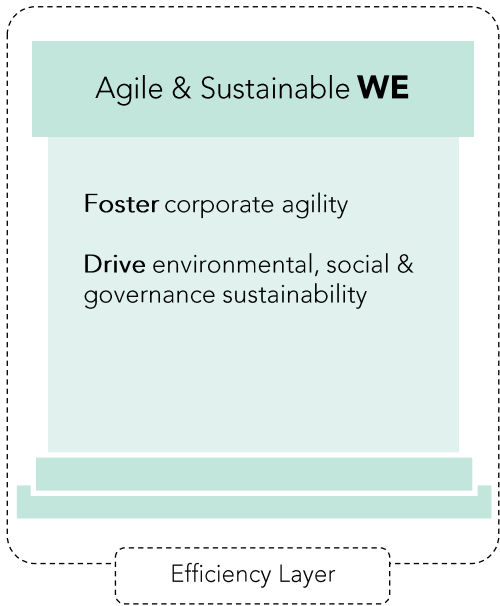 Agile & Sustainable WE
Foster corporate agility
Drive environmental, social &
governance sustainability
Efficiency Layer